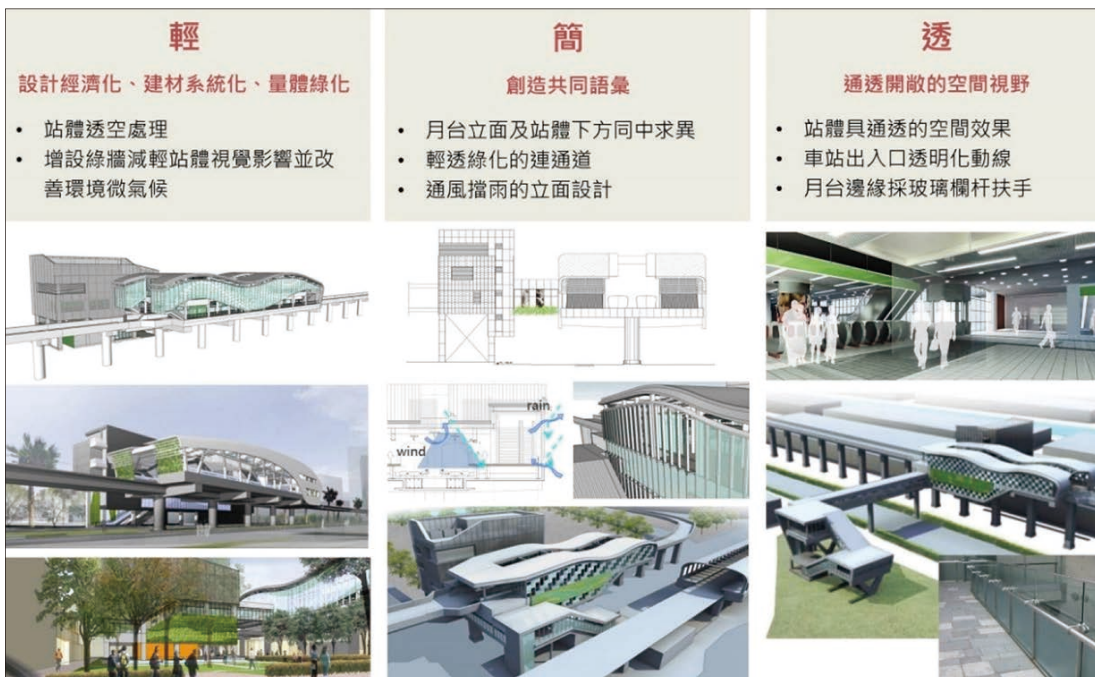 輕
設計經濟化、建材系統化、量體綠化
• 站體透空處理
• 增設綠牆減輕站體視覺影響並改
善環境微氣候
簡
創造共同語彙
• 月台立面及站體下方同中求異
• 輕透綠化的連通道
• 通風擋雨的立面設計
透
通透開敞的空間視野
• 站體具通透的空間效果
• 車站出入口透明化動線
• 月台邊緣採玻璃欄杆扶手
rain
wind